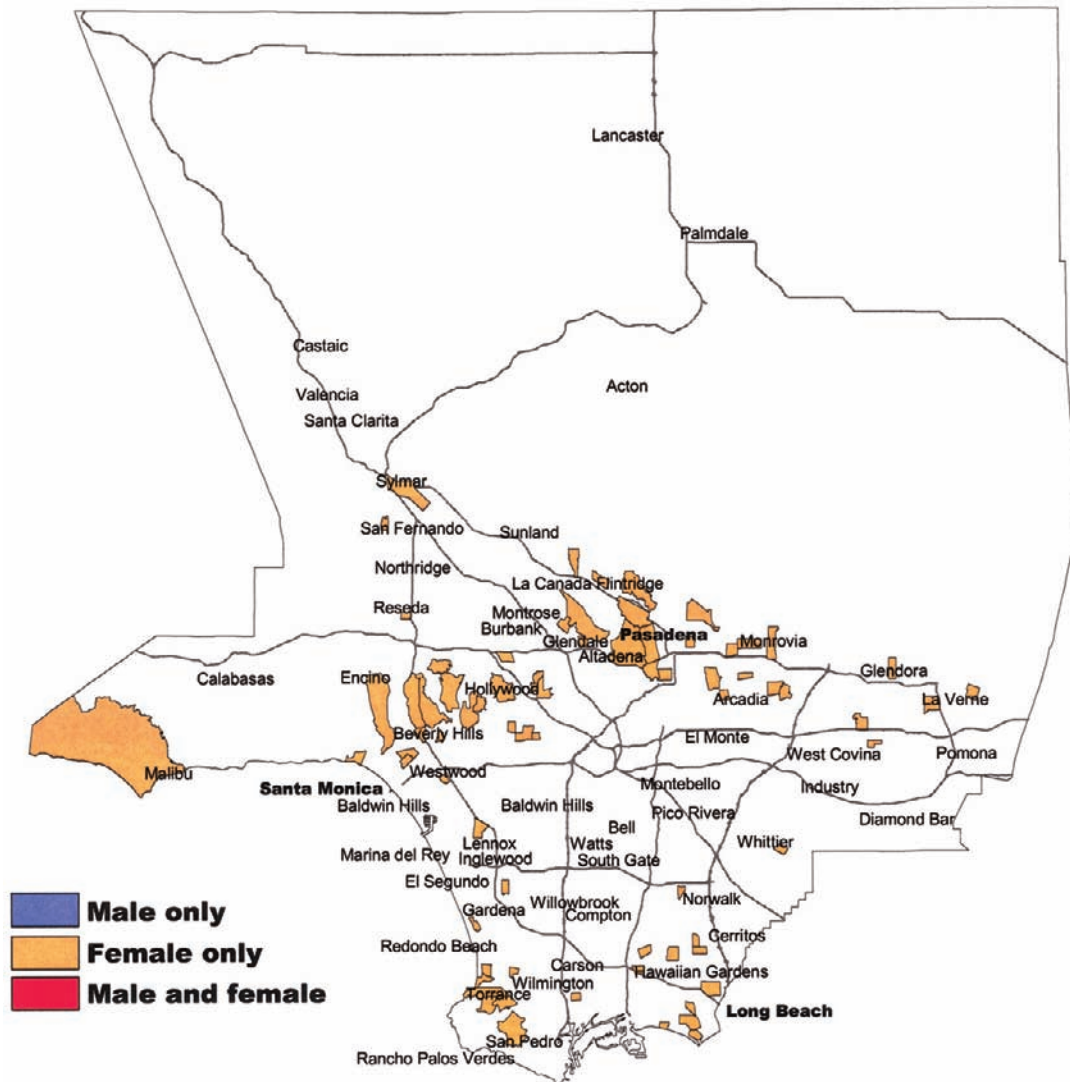 Lancaster
Palmdale
Castaic
Acton
Valencia
Santa Clarita
Sylmar
San Fernando
Sunland
Northridge
La Canada Flintridge
Reseda
Montrose
Burbank
Pasadena
Glendale
Monrovia
Altadena
Glendora
Calabasas
Encino
Hollywood
Arcadia
La Verne
Beverly Hills
El Monte
West Covina
Pomona
Malibu
Westwood
Santa Monica
Montebello
Industry
Baldwin Hills
Baldwin Hills
Pico Rivera
Diamond Bar
Bell
Lennox
Watts
Whittier
Marina del Rey
Inglewood
South Gate
El Segundo
Willowbrook
Norwalk
Gardena
Compton
Male only
Cerritos
Redondo Beach
Female only
Carson
Hawaiian Gardens
Wilmington
Torrance
Male and female
Long Beach
San Pedro
Rancho Palos Verdes